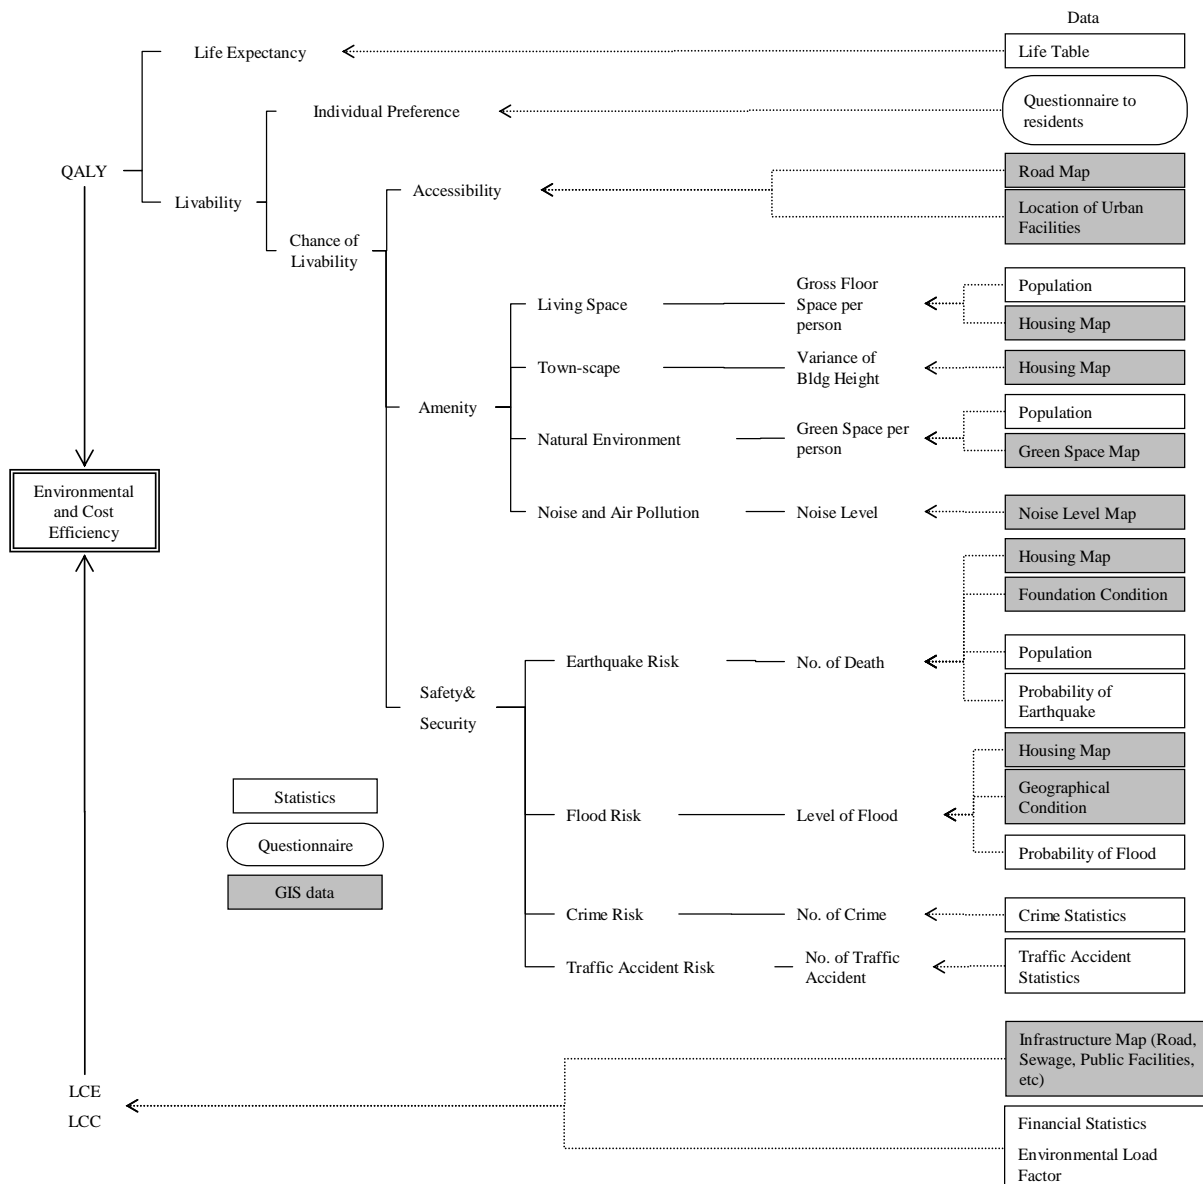 Data
Life Expectancy
Life Table
Individual Preference
Questionnaire to
residents
QALY
Livability
Accessibility
Road Map
Location of Urban
Facilities
Chance of
Livability
Living Space
Gross Floor
Space per
person
Population
Housing Map
Town-scape
Variance of
Bldg Height
Housing Map
Amenity
Natural Environment
Green Space per
person
Population
Green Space Map
Environmental
and Cost
Efficiency
Noise and Air Pollution
Noise Level
Noise Level Map
Housing Map
Foundation Condition
Earthquake Risk
No. of Death
Population
Probability of
Earthquake
Safety&
Security
Housing Map
Geographical
Condition
Flood Risk
Level of Flood
Probability of Flood
Statistics
Questionnaire
GIS data
Crime Risk
No. of Crime
Crime Statistics
Traffic Accident Risk
No. of Traffic
Accident
Traffic Accident
Statistics
Infrastructure Map (Road,
Sewage, Public Facilities,
etc)
LCE
LCC
Financial Statistics
Environmental Load
Factor